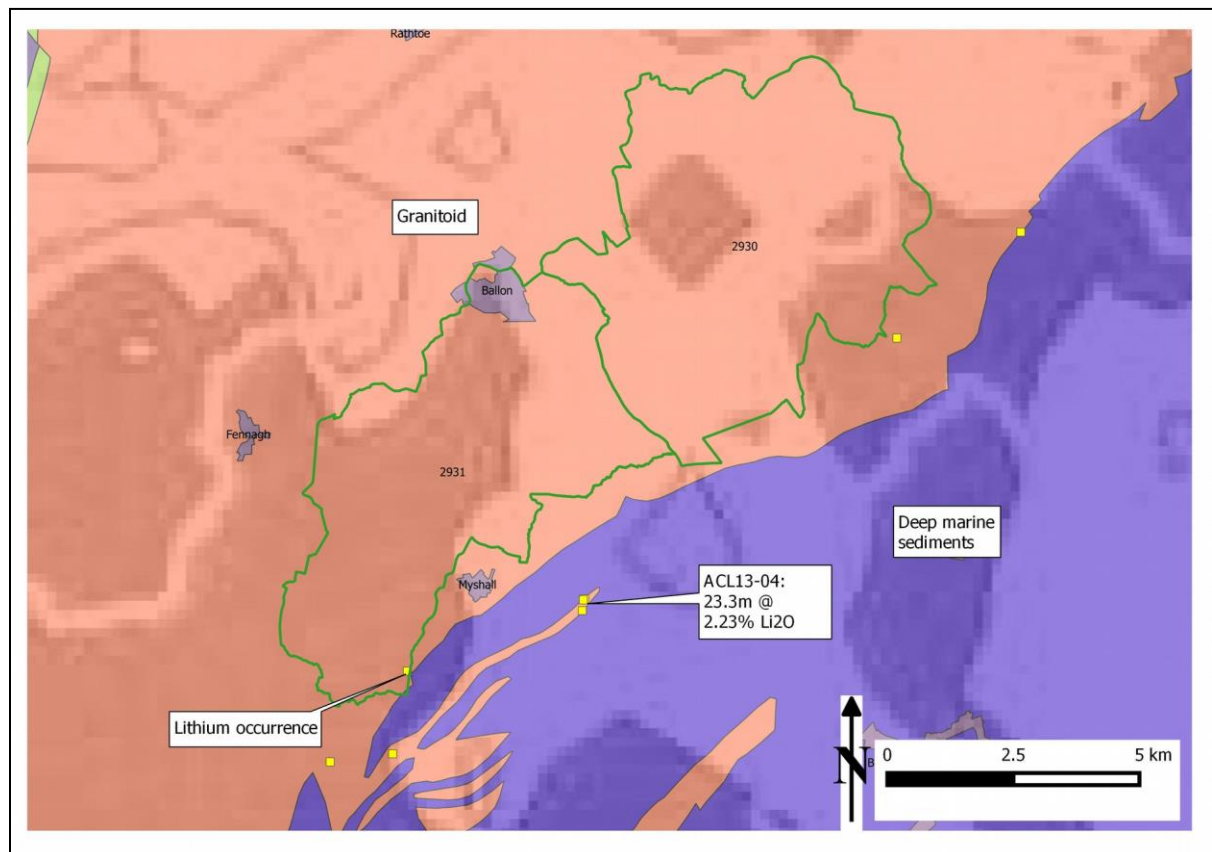 Rathtoe
Granitoid
2930
Ballon
Fennagh
2931
Deep marine
sediments
Myshall
ACL13-04:
23.3m @
2.23% Li2O
Lithium occurrence
N
B
0 2.5 5 km